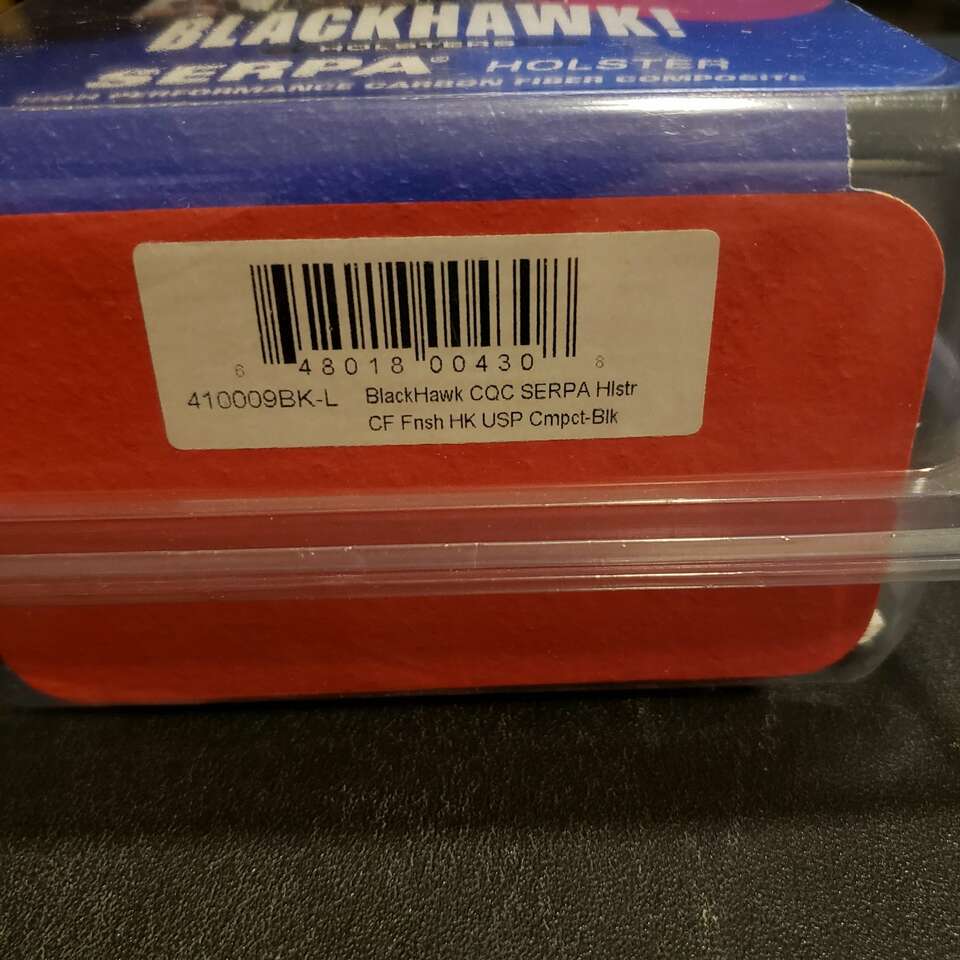 BLACKHAWK!
HOLSTERS
SERPA® HOLSTER
HIGH PERFORMANCE CARBON FIBER COMPOSITE
6 48018 00430 8
410009BK-L BlackHawk CQC SERPA Hlstr
CF Fnsh HK USP Cmpct-Blk